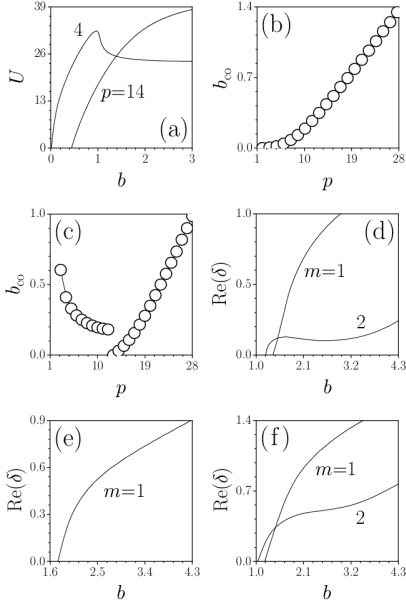 39
26
13
0
U
4
p=14
(a)
0 1 2 3
b
1.4
0.7
0.0
b_co
(b)
1 10 19 28
p
1.0
0.5
0.0
b_co
(c)
1 10 19 28
p
1.0
0.5
0.0
Re(δ)
(d)
m=1
2
1.0 2.1 3.2 4.3
b
0.9
0.6
0.3
0.0
Re(δ)
(e)
m=1
1.6 2.5 3.4 4.3
b
1.4
0.7
0.0
Re(δ)
(f)
m=1
2
1.0 2.1 3.2 4.3
b